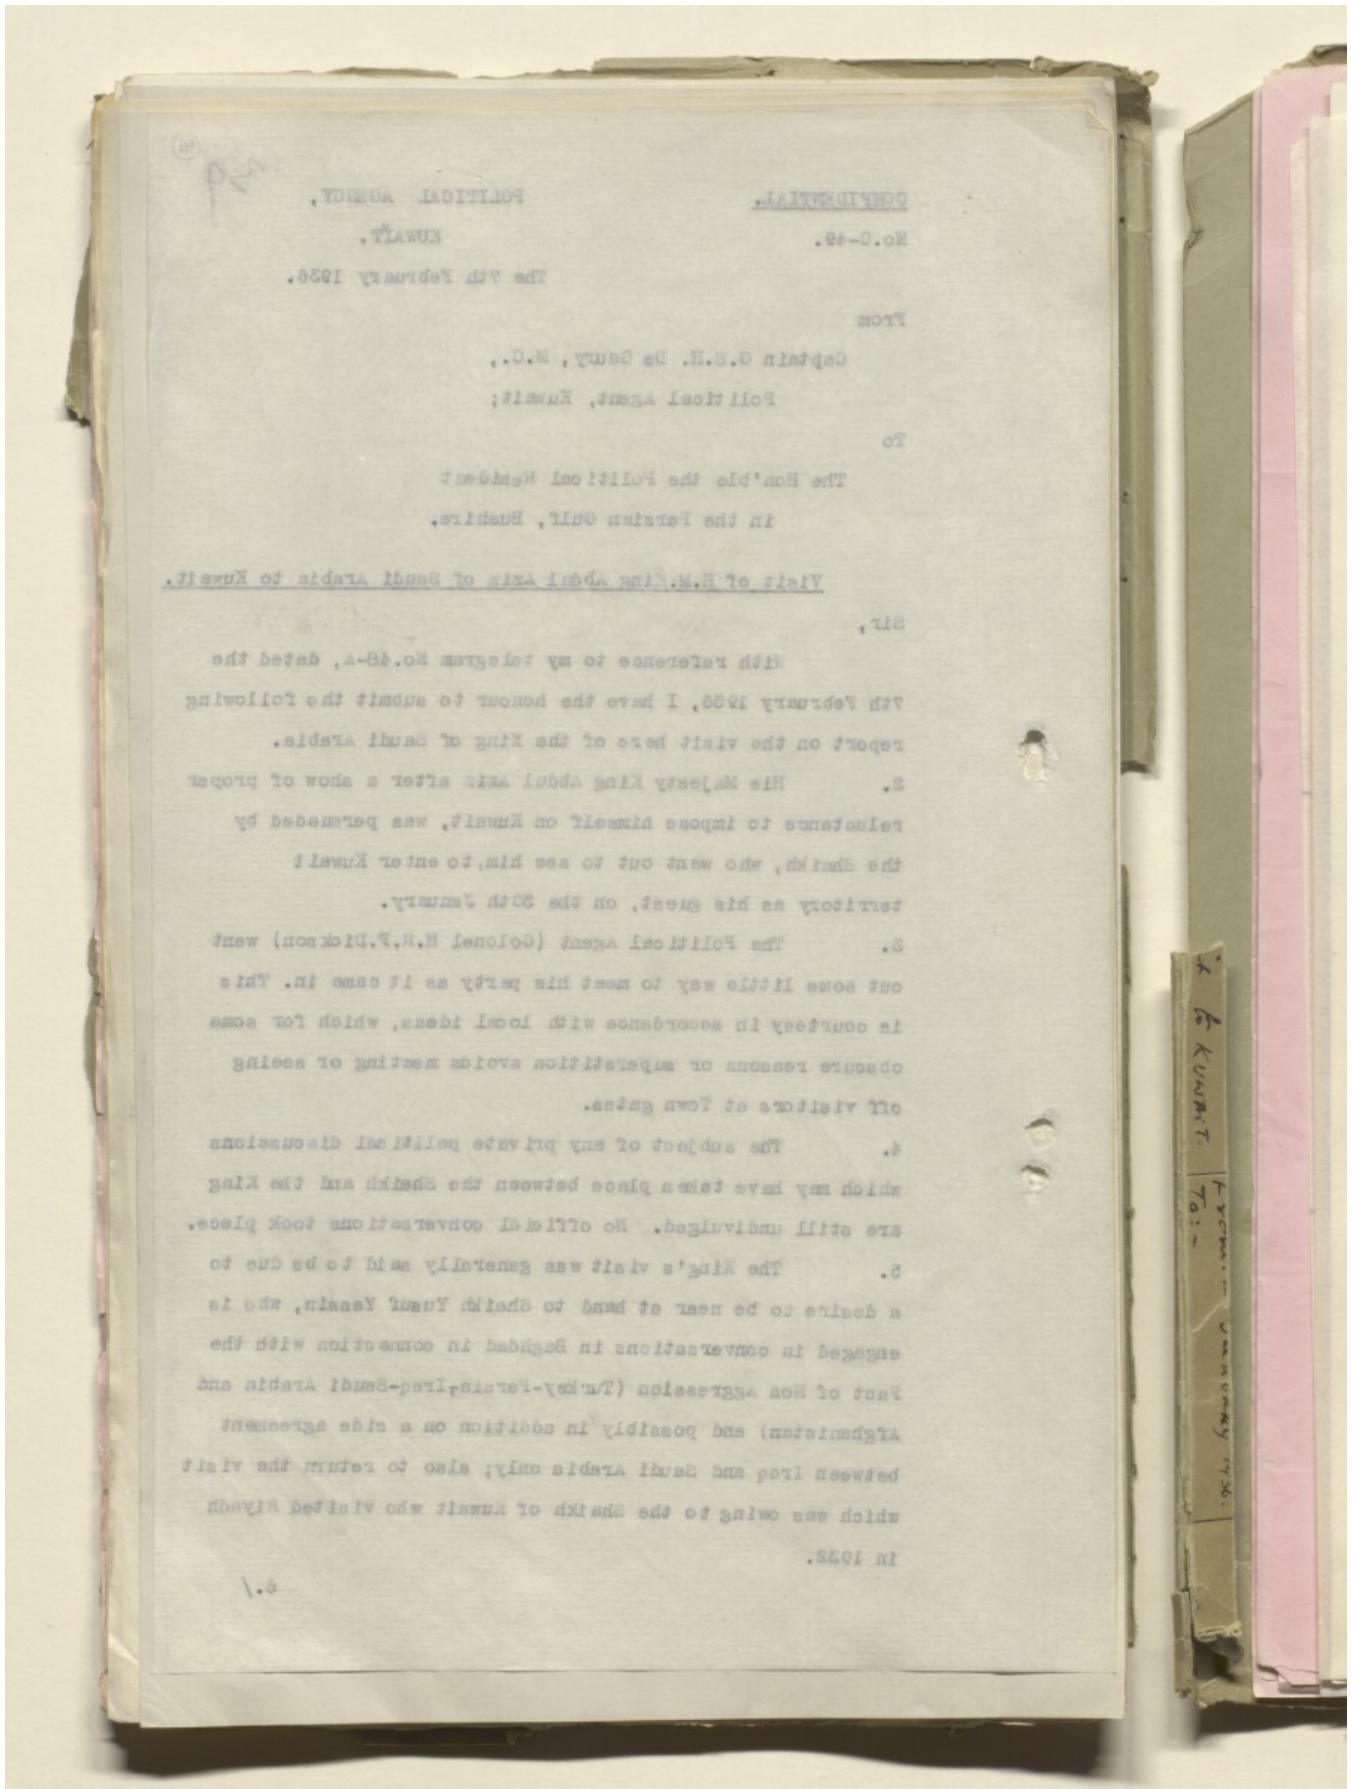 CONFIDENTIAL. POLITICAL AGENCY,
No.C-49. KUWAIT.
The 7th February 1936.
From
Captain G.S.H. De Gaury, M.C.,
Political Agent, Kuwait;
To
The Hon'ble the Political Resident
in the Persian Gulf, Bushire.
Visit of H.M.King Abdul Aziz of Saudi Arabia to Kuwait.
Sir,
With reference to my telegram No.48-A, dated the
7th February 1936, I have the honour to submit the following
report on the visit here of the King of Saudi Arabia.
2. His Majesty King Abdul Aziz after a show of proper
reluctance to impose himself on Kuwait, was persuaded by
the Shaikh, who went out to see him, to enter Kuwait
territory as his guest, on the 30th January.
3. The Political Agent (Colonel H.R.P.Dickson) went
out some little way to meet his party as it came in. This
is courtesy in accordance with local ideas, which for some
obscure reasons or superstition avoids meeting or seeing
off visitors at Town gates.
4. The subject of any private political discussions
which may have taken place between the Shaikh and the King
are still undivulged. No official conversations took place.
5. The King's visit was generally said to be due to
a desire to be near at hand to Sheikh Yusuf Yassin, who is
engaged in conversations in Baghdad in connection with the
Pact of Non Aggression (Turkey-Persia,Iraq-Saudi Arabia and
Afghanistan) and possibly in addition on a side agreement
between Iraq and Saudi Arabia only; also to return the visit
which was owing to the Shaikh of Kuwait who visited Riyadh
in 1932.
6./
to KUWAIT.
From:- January 1936.
To:-